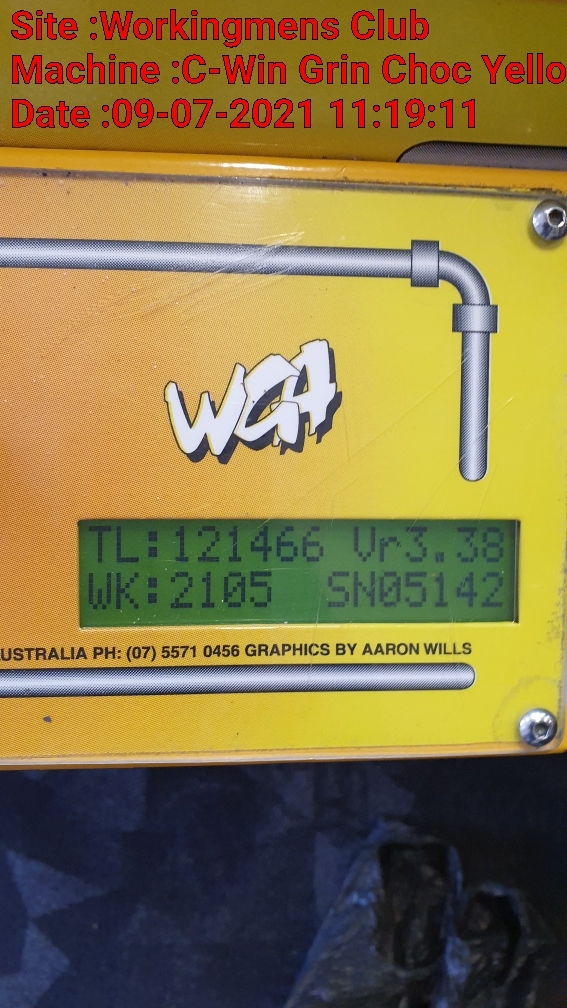 Site :Workingmens Club
Machine :C-Win Grin Choc Yello
Date :09-07-2021 11:19:11
WGA
TL:121466 Vr3.38
WK:2105 SN05142
USTRALIA PH: (07) 5571 0456 GRAPHICS BY AARON WILLS